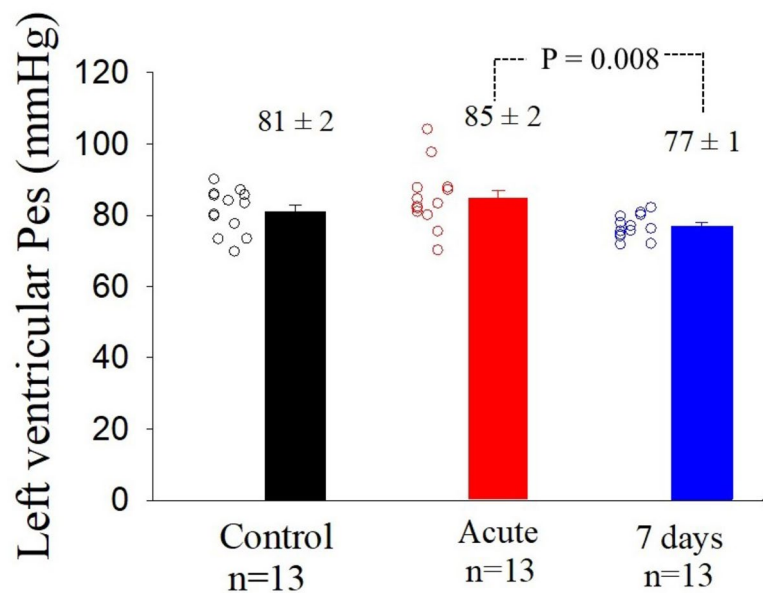 Left ventricular Pes (mmHg)
P = 0.008
120
100
80
60
40
20
0
81 ± 2
85 ± 2
77 ± 1
Control
n=13
Acute
n=13
7 days
n=13